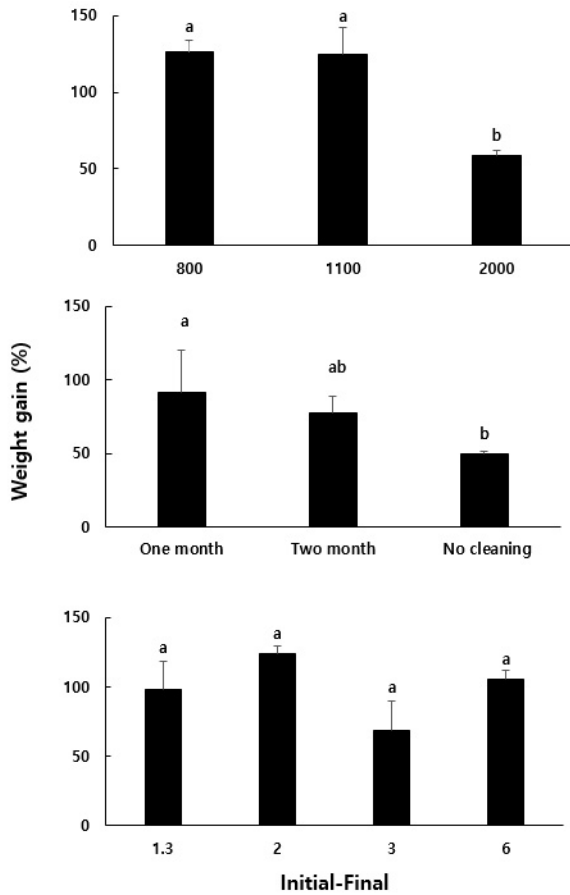 150
a
a
100
b
50
0
800
1100
2000
Weight gain (%)
150
a
ab
100
b
50
0
One month
Two month
No cleaning
150
a
a
a
a
100
50
0
1.3
2
3
6
Initial-Final